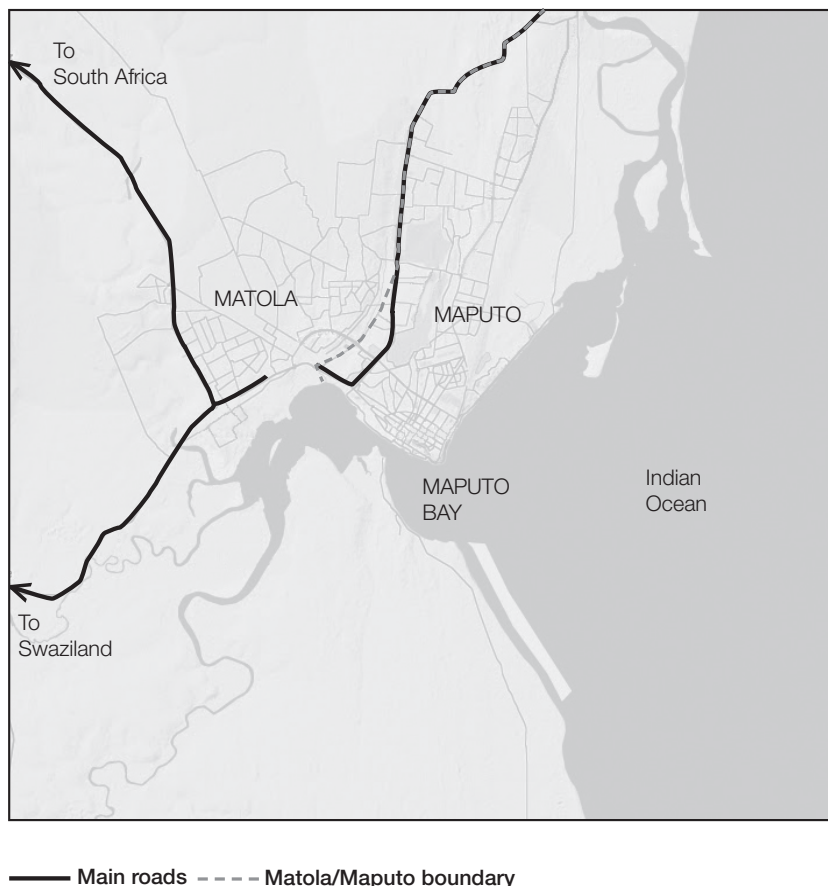 To
South Africa
MATOLA
MAPUTO
MAPUTO
BAY
Indian
Ocean
To
Swaziland
Main roads Matola/Maputo boundary